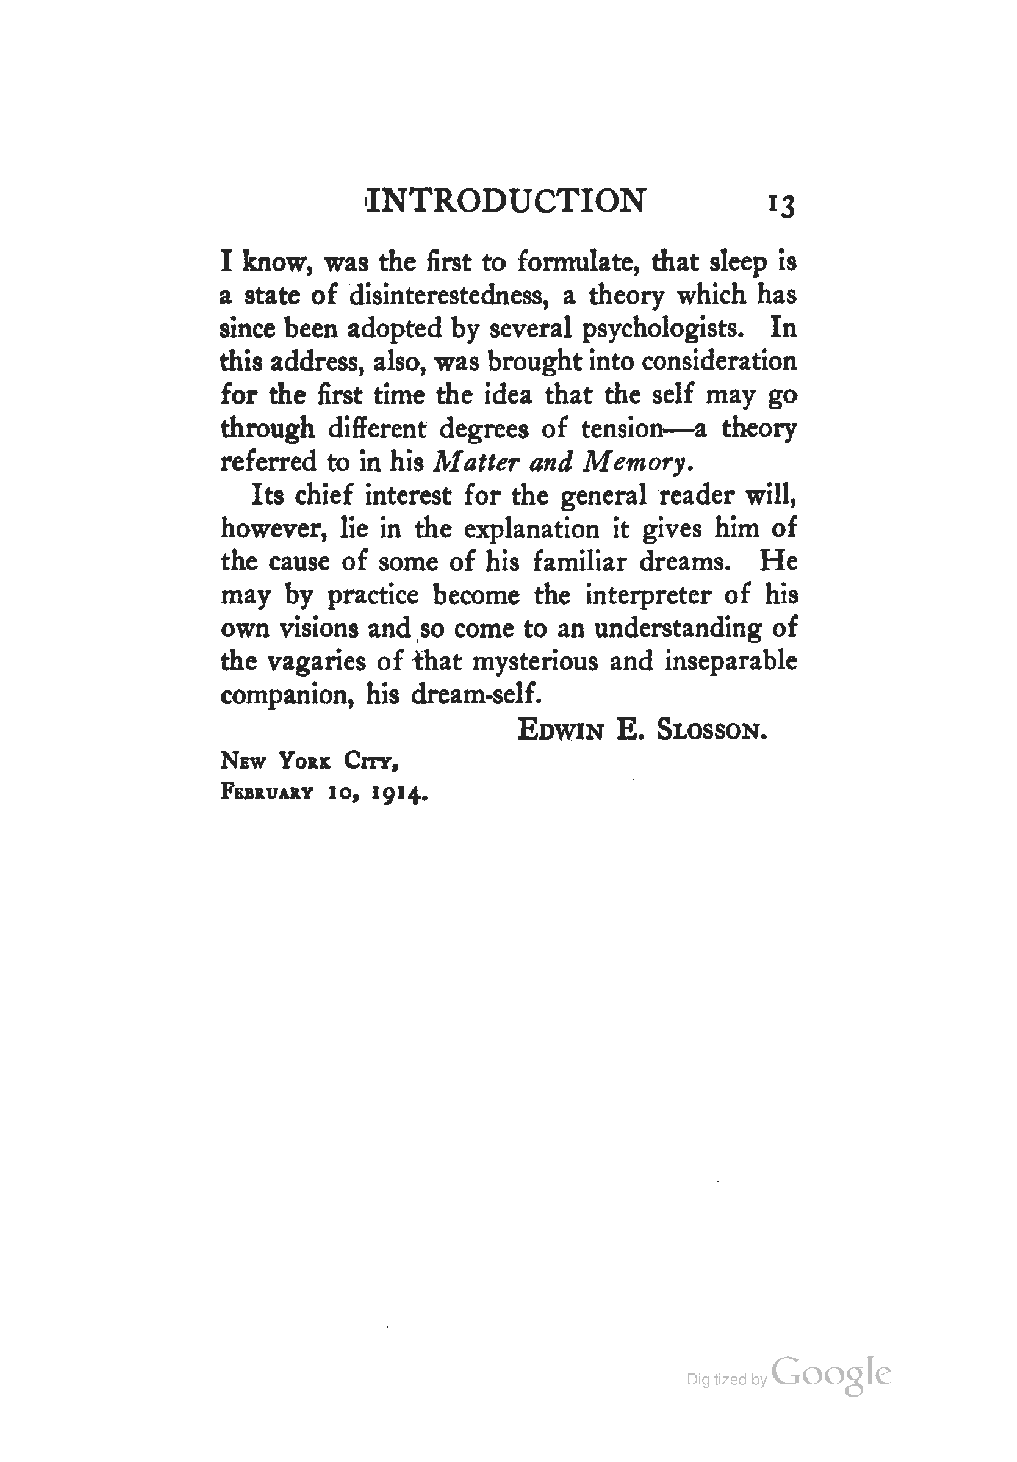 INTRODUCTION 13
I know, was the first to formulate, that sleep is
a state of disinterestedness, a theory which has
since been adopted by several psychologists. In
this address, also, was brought into consideration
for the first time the idea that the self may go
through different degrees of tension—a theory
referred to in his Matter and Memory.
Its chief interest for the general reader will,
however, lie in the explanation it gives him of
the cause of some of his familiar dreams. He
may by practice become the interpreter of his
own visions and so come to an understanding of
the vagaries of that mysterious and inseparable
companion, his dream-self.
EDWIN E. SLOSSON.
NEW YORK CITY,
FEBRUARY 10, 1914.
Digitized by Google